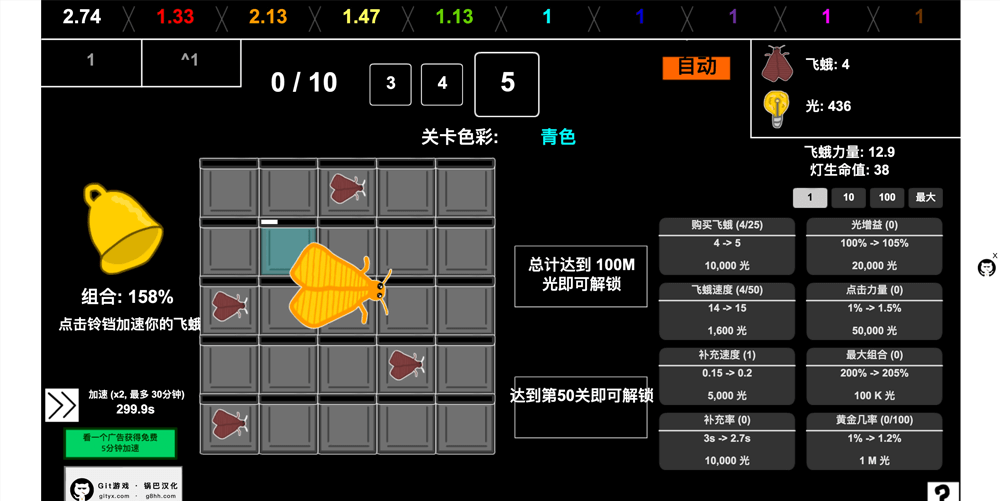 2.74 1.33 2.13 1.47 1.13 1 1 1 1 1
1 ^1
0 / 10 3 4 5
自动
飞蛾: 4
光: 436
关卡色彩: 青色
飞蛾力量: 12.9
灯生命值: 38
1 10 100 最大
购买飞蛾 (4/25)
4 -> 5
10,000 光
光增益 (0)
100% -> 105%
20,000 光
飞蛾速度 (4/50)
14 -> 15
1,600 光
点击力量 (0)
1% -> 1.5%
50,000 光
补充速度 (1)
0.15 -> 0.2
5,000 光
最大组合 (0)
200% -> 205%
100 K 光
补充率 (0)
3s -> 2.7s
10,000 光
黄金几率 (0/100)
1% -> 1.2%
1 M 光
总计达到 100M
光即可解锁
达到第50关即可解锁
组合: 158%
点击铃铛加速你的飞蛾
加速 (x2, 最多 30分钟)
299.9s
看一个广告获得免费
5分钟加速
Git游戏 · 锅巴汉化
gityx.com · g8hh.com
?
x